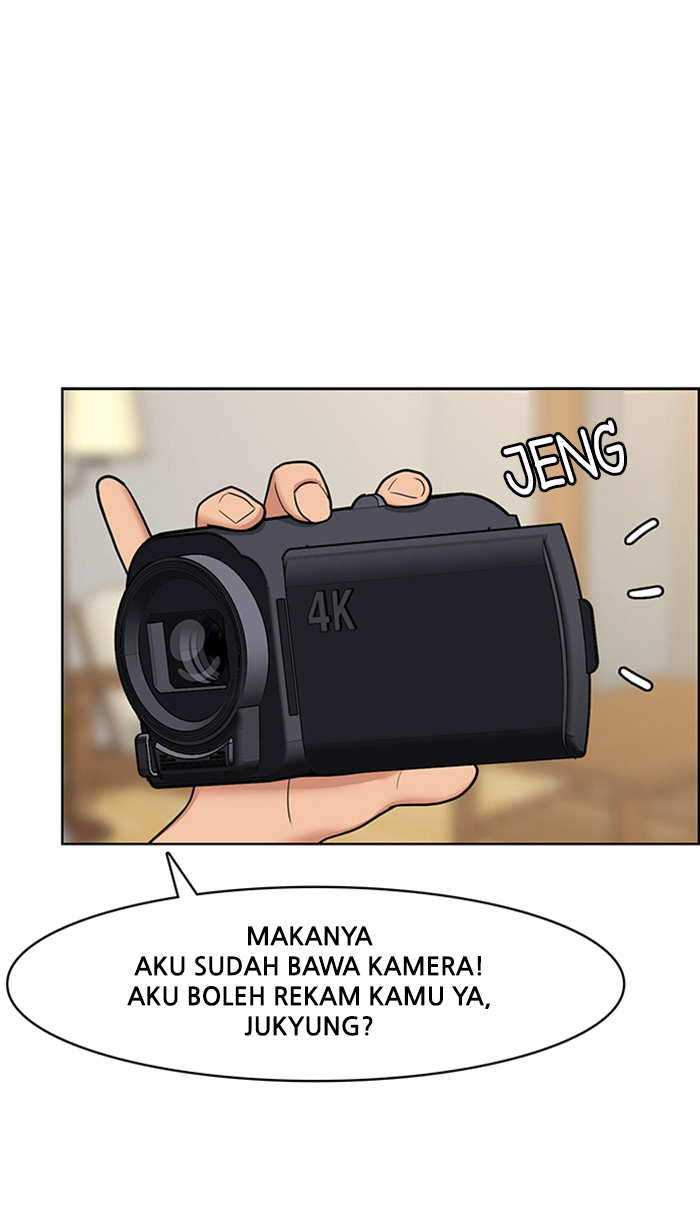 JENG
4K
MAKANYA
AKU SUDAH BAWA KAMERA!
AKU BOLEH REKAM KAMU YA,
JUKYUNG?